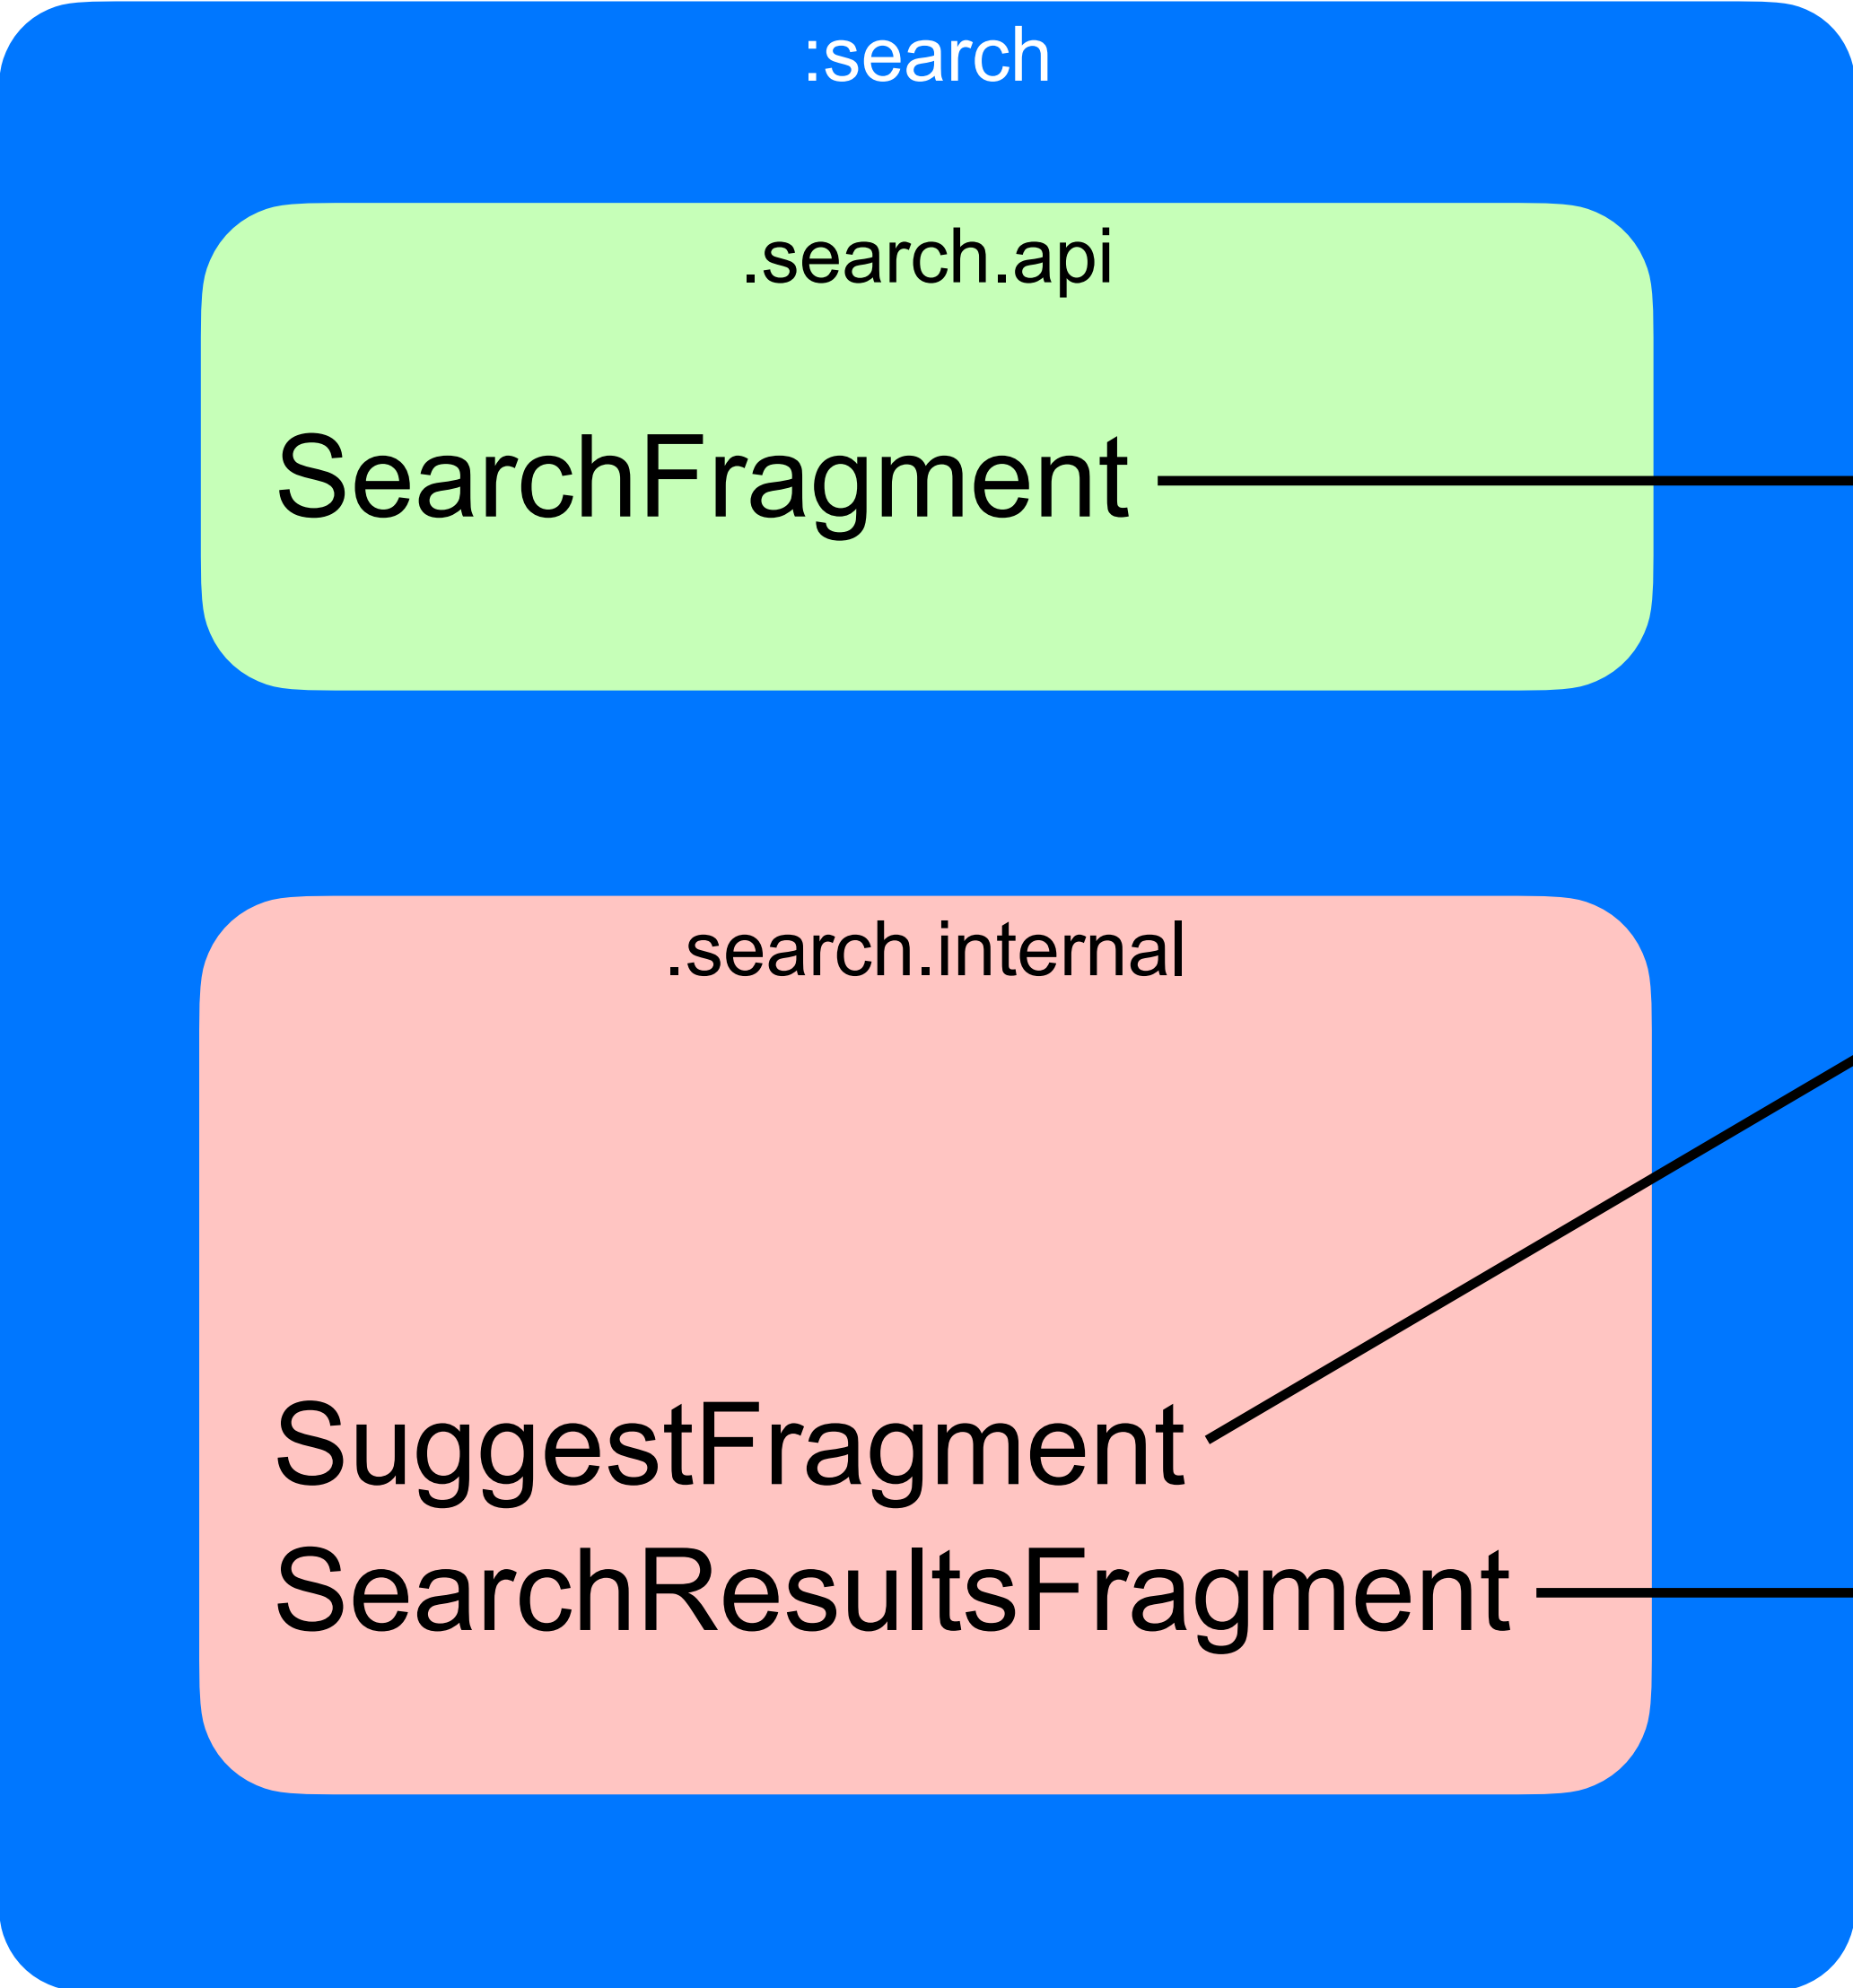 :search
.search.api
SearchFragment
.search.internal
SuggestFragment
SearchResultsFragment